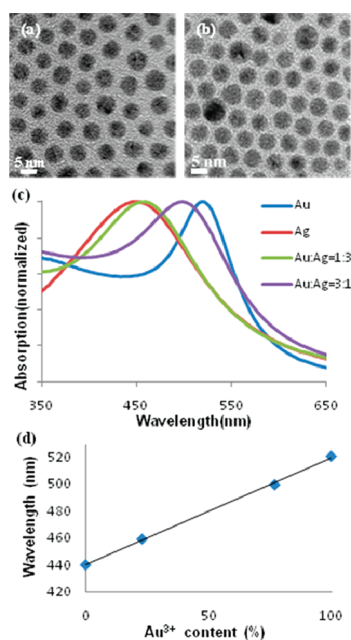 (a)
(b)
5 nm
5 nm
(c)
Absorption(normalized)
Au
Ag
Au:Ag=1:3
Au:Ag=3:1
350 450 550 650
Wavelength(nm)
(d)
Wavelength (nm)
520
500
460
440
420
0 50 100
Au³⁺ content (%)